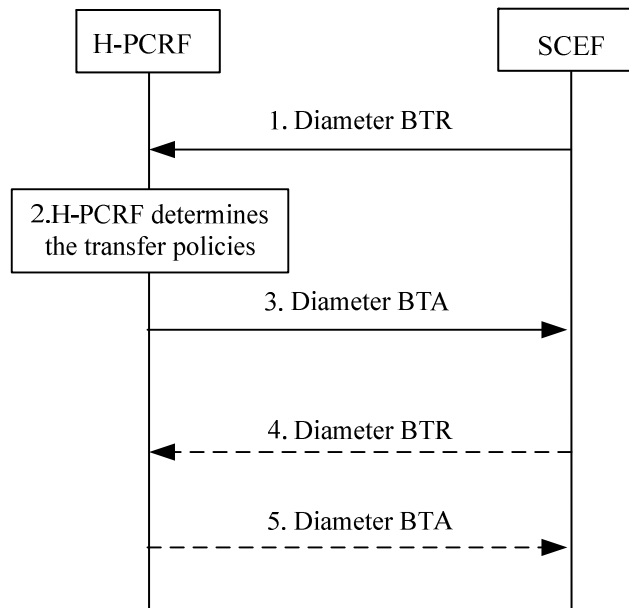 H-PCRF
SCEF
1. Diameter BTR
2.H-PCRF determines
the transfer policies
3. Diameter BTA
4. Diameter BTR
5. Diameter BTA